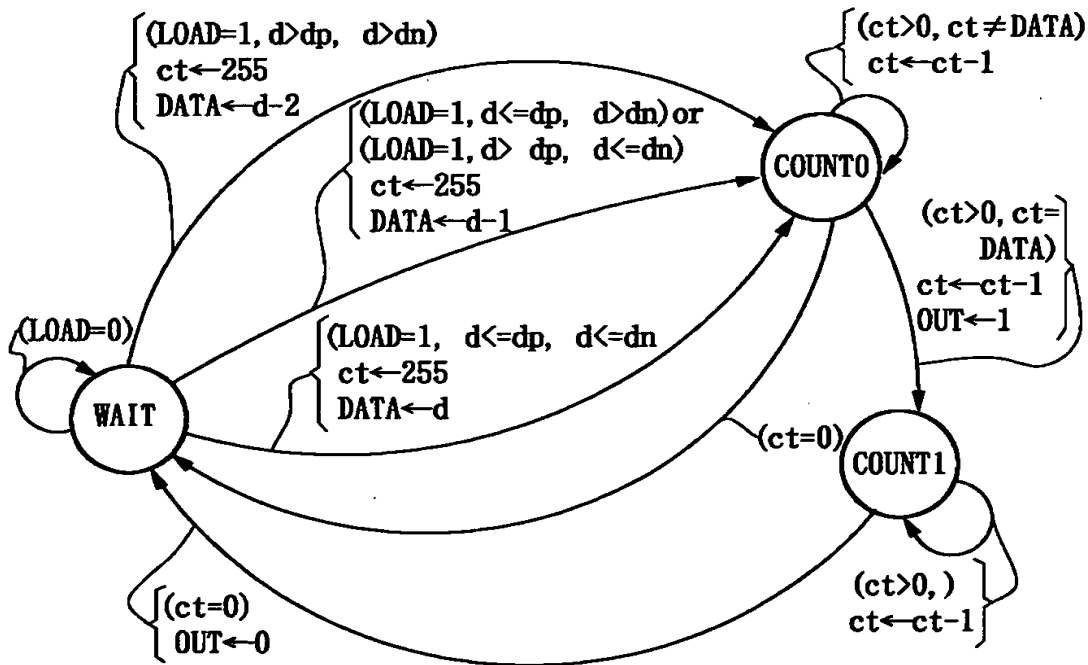 (LOAD=1, d>dp, d>dn)
ct←255
DATA←d-2
(ct>0, ct≠DATA)
ct←ct-1
(LOAD=1, d<=dp, d>dn) or
(LOAD=1, d> dp, d<=dn)
ct←255
DATA←d-1
COUNT0
(ct>0, ct=
DATA)
ct←ct-1
OUT←1
(LOAD=0)
(LOAD=1, d<=dp, d<=dn
ct←255
DATA←d
WAIT
(ct=0)
COUNT1
(ct=0)
OUT←0
(ct>0,)
ct←ct-1